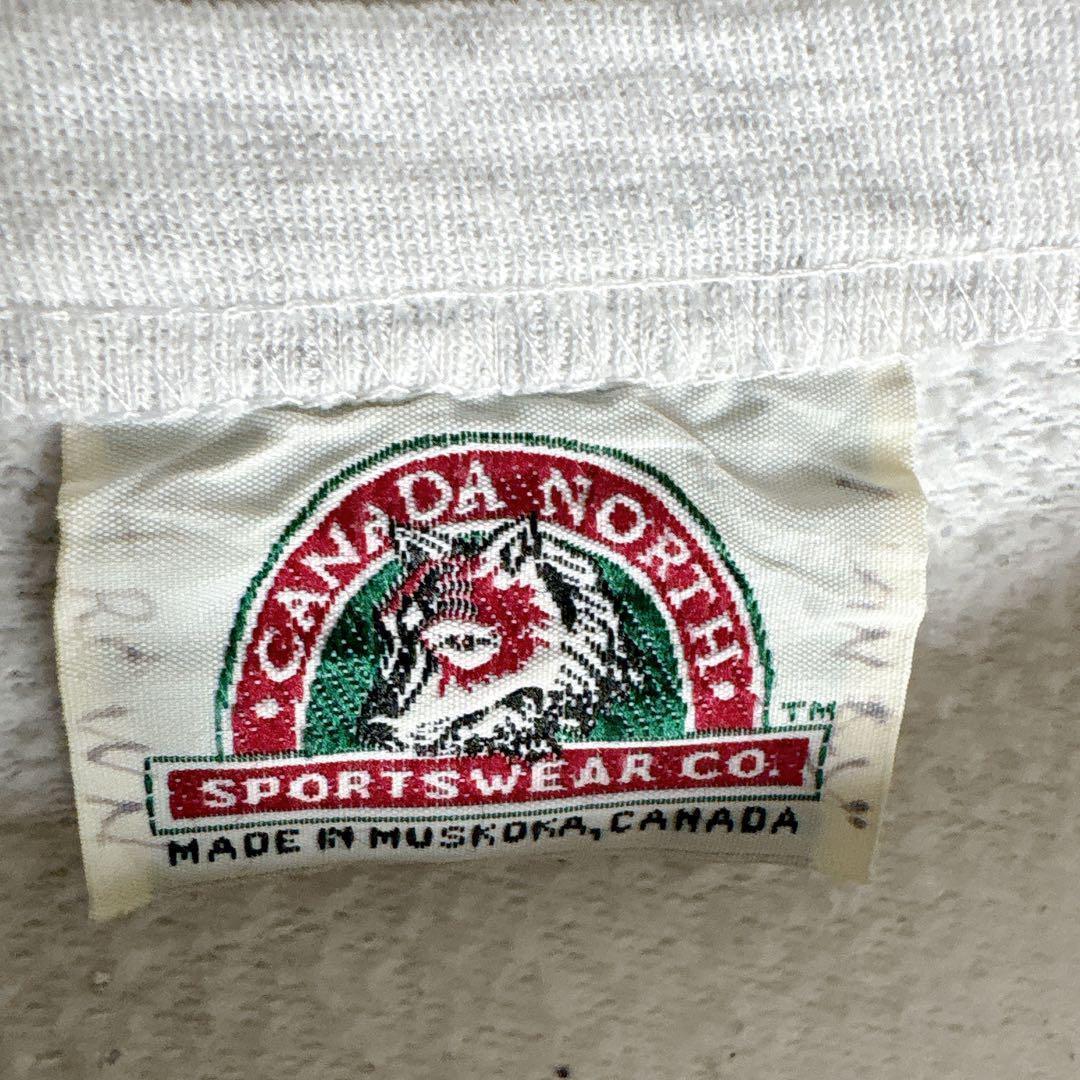 · CANADA NORTH ·
TM
SPORTSWEAR CO.
MADE IN MUSKOKA, CANADA